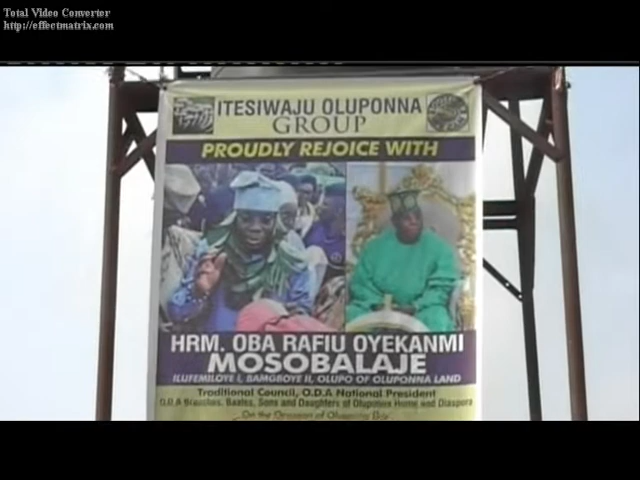 Total Video Converter
http://effectmatrix.com
ITESIWAJU OLUPONNA
GROUP
PROUDLY REJOICE WITH
HRM. OBA RAFIU OYEKANMI
MOSOBALAJE
ILUFEMILOYE I, BAMGBOYE II, OLUPO OF OLUPONNA LAND
Traditional Council, O.D.A National President
O.D.A Branches, Baales, Sons and Daughters of Oluponna Home and Diaspora
On the Occasion of Oluponna Day